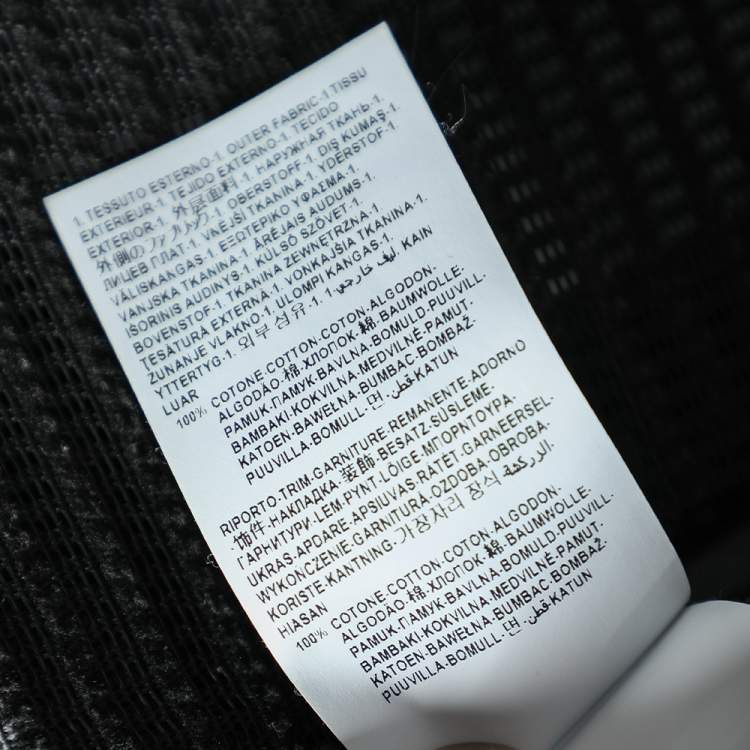 1. TESSUTO ESTERNO-1. OUTER FABRIC-1.TISSU
EXTERIEUR-1. TEJIDO EXTERNO-1. TECIDO
EXTERIOR-1. 外层面料-1. НАРУЖНАЯ ТКАНЬ-1.
外側のファブリック-1 OBERSTOFF-1. DIŞ KUMAŞ-1.
ЛИЦЕВ ПЛАТ-1. VNEJŠÍ TKANINA-1. YDERSTOF-1.
VÄLISKANGAS-1. ΕΞΩΤΕΡΙΚΟ ΥΦΑΣΜΑ-1.
VANJSKA TKANINA-1. ĀRĒJAIS AUDUMS-1.
IŠORINIS AUDINYS-1. KÜLSŐ SZÖVET-1.
BOVENSTOF-1. TKANINA ZEWNĘTRZNA-1.
ȚESĂTURĂ EXTERNĂ-1. VONKAJŠIA TKANINA-1.
ZUNANJE VLAKNO-1. ULOMPI KANGAS-1.
YTTERTYG-1. 외부 섬유-1. 1 ليف خارجي. KAIN
LUAR
100% COTONE-COTTON-COTON-ALGODON-
ALGODÃO-棉-ХЛОПОК-綿-BAUMWOLLE-
PAMUK-ПАМУК-BAVLNA-BOMULD-PUUVILL-
BAMBAKI-KOKVILNA-MEDVILNĖ-PAMUT-
KATOEN-BAWEŁNA-BUMBAC-BOMBAŽ-
PUUVILLA-BOMULL-면-قطن-KATUN
RIPORTO-TRIM-GARNITURE-REMANENTE-ADORNO
-饰件-НАКЛАДКА-装飾-BESATZ-SÜSLEME-
ГАРНИТУРИ-LEM-PYNT-LÕIGE-ΜΠΟΡΝΤΟΥΡΑ-
UKRAS-APDARE-APSIUVAS-RÁTÉT-GARNEERSEL-
WYKOŃCZENIE-GARNITURA-OZDOBA-OBROBA-
KORISTE-KANTNING-가장자리 장식-الزركشة.
HIASAN
100% COTONE-COTTON-COTON-ALGODON-
ALGODÃO-棉-ХЛОПОК-綿-BAUMWOLLE-
PAMUK-ПАМУК-BAVLNA-BOMULD-PUUVILL-
BAMBAKI-KOKVILNA-MEDVILNĖ-PAMUT-
KATOEN-BAWEŁNA-BUMBAC-BOMBAŽ-
PUUVILLA-BOMULL-면-قطن-KATUN